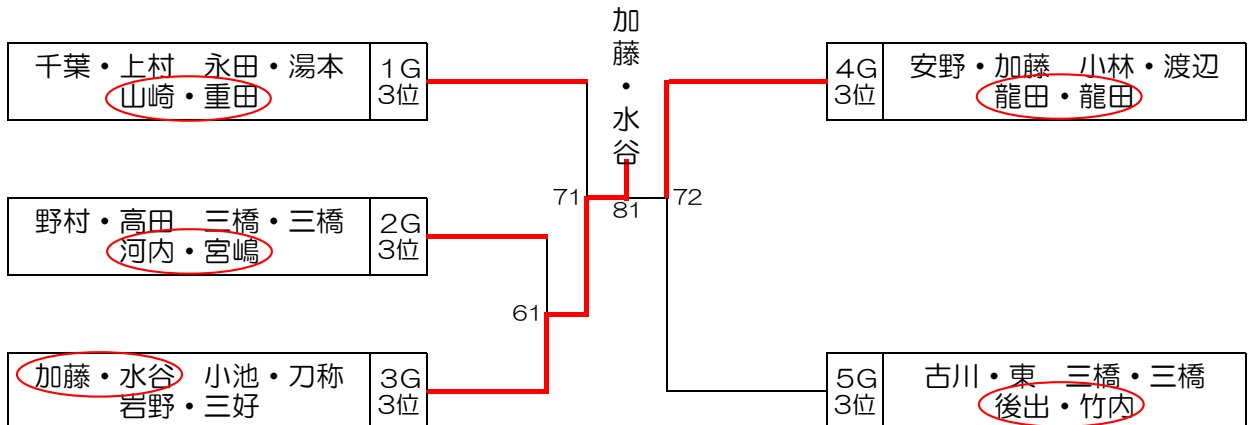 加藤・水谷
千葉・上村 永田・湯本
山崎・重田
1G
3位
4G
3位
安野・加藤 小林・渡辺
龍田・龍田
野村・高田 三橋・三橋
河内・宮嶋
2G
3位
71
81
72
61
加藤・水谷 小池・刀称
岩野・三好
3G
3位
5G
3位
古川・東 三橋・三橋
後出・竹内